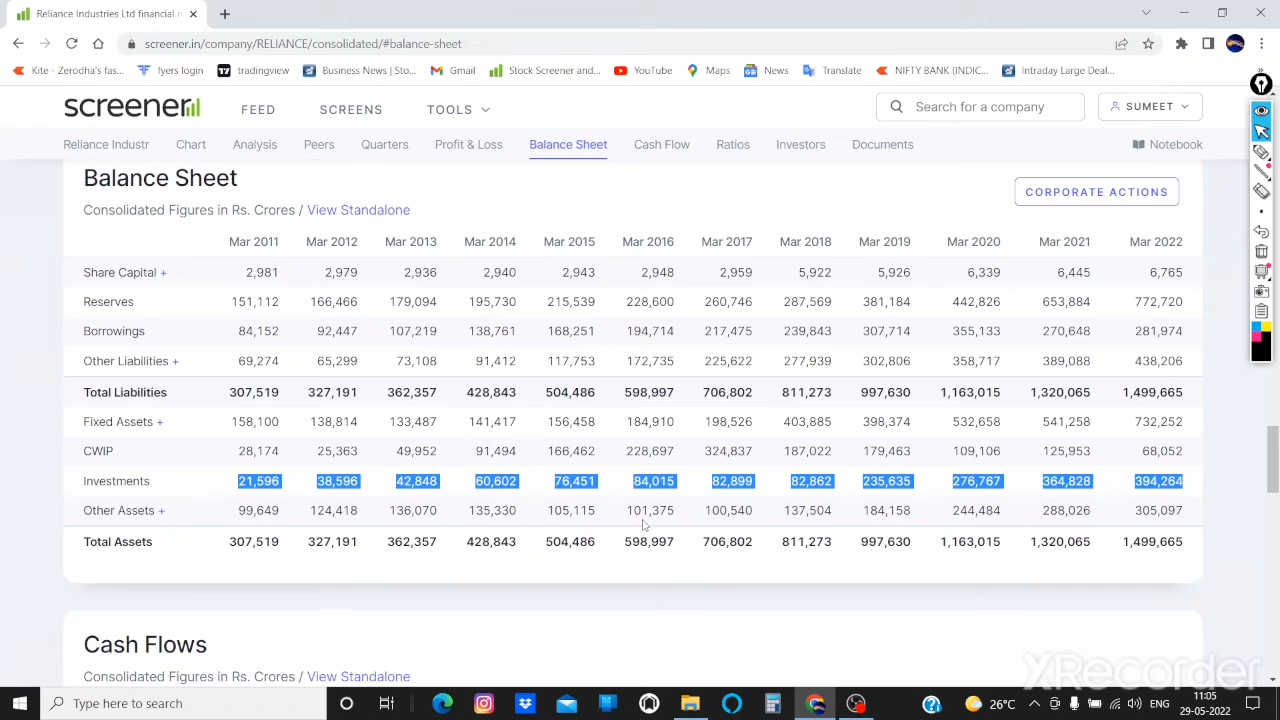 Reliance Industries Ltd financial r
screener.in/company/RELIANCE/consolidated/#balance-sheet
Kite - Zerodha's fas... fyers login tradingview Business News | Sto... Gmail Stock Screener and... YouTube Maps News Translate NIFTY BANK (INDIC... Intraday Large Deal...
screener FEED SCREENS TOOLS Search for a company SUMEET
Reliance Industr Chart Analysis Peers Quarters Profit & Loss Balance Sheet Cash Flow Ratios Investors Documents Notebook
Balance Sheet
CORPORATE ACTIONS
Consolidated Figures in Rs. Crores / View Standalone
Mar 2011 Mar 2012 Mar 2013 Mar 2014 Mar 2015 Mar 2016 Mar 2017 Mar 2018 Mar 2019 Mar 2020 Mar 2021 Mar 2022
Share Capital + 2,981 2,979 2,936 2,940 2,943 2,948 2,959 5,922 5,926 6,339 6,445 6,765
Reserves 151,112 166,466 179,094 195,730 215,539 228,600 260,746 287,569 381,184 442,826 653,884 772,720
Borrowings 84,152 92,447 107,219 138,761 168,251 194,714 217,475 239,843 307,714 355,133 270,648 281,974
Other Liabilities + 69,274 65,299 73,108 91,412 117,753 172,735 225,622 277,939 302,806 358,717 389,088 438,206
Total Liabilities 307,519 327,191 362,357 428,843 504,486 598,997 706,802 811,273 997,630 1,163,015 1,320,065 1,499,665
Fixed Assets + 158,100 138,814 133,487 141,417 156,458 184,910 198,526 403,885 398,374 532,658 541,258 732,252
CWIP 28,174 25,363 49,952 91,494 166,462 228,697 324,837 187,022 179,463 109,106 125,953 68,052
Investments 21,596 38,596 42,848 60,602 76,451 84,015 82,899 82,862 235,635 276,767 364,828 394,264
Other Assets + 99,649 124,418 136,070 135,330 105,115 101,375 100,540 137,504 184,158 244,484 288,026 305,097
Total Assets 307,519 327,191 362,357 428,843 504,486 598,997 706,802 811,273 997,630 1,163,015 1,320,065 1,499,665
Cash Flows
Consolidated Figures in Rs. Crores / View Standalone
XRecorder
Type here to search 26°C ENG 11:05
29-05-2022